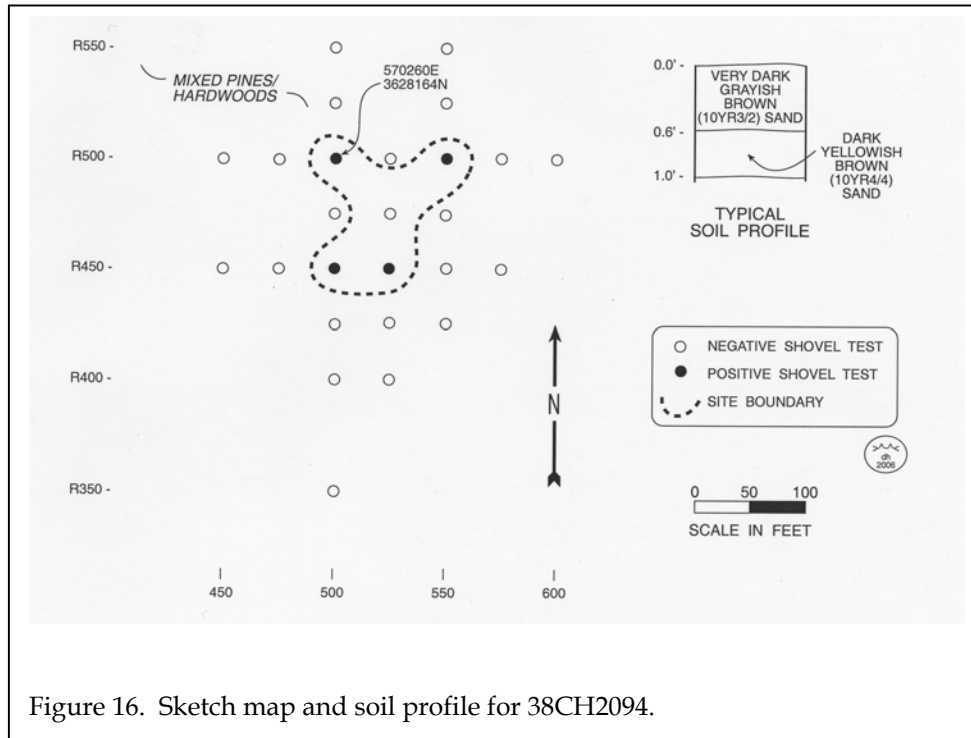 R550 -
R500 -
R450 -
R400 -
R350 -
MIXED PINES/
HARDWOODS
570260E
3628164N
0.0' -
0.6' -
1.0' -
VERY DARK
GRAYISH
BROWN
(10YR3/2) SAND
DARK
YELLOWISH
BROWN
(10YR4/4)
SAND
TYPICAL
SOIL PROFILE
NEGATIVE SHOVEL TEST
POSITIVE SHOVEL TEST
SITE BOUNDARY
N
dh
2006
0 50 100
SCALE IN FEET
450 500 550 600
Figure 16. Sketch map and soil profile for 38CH2094.